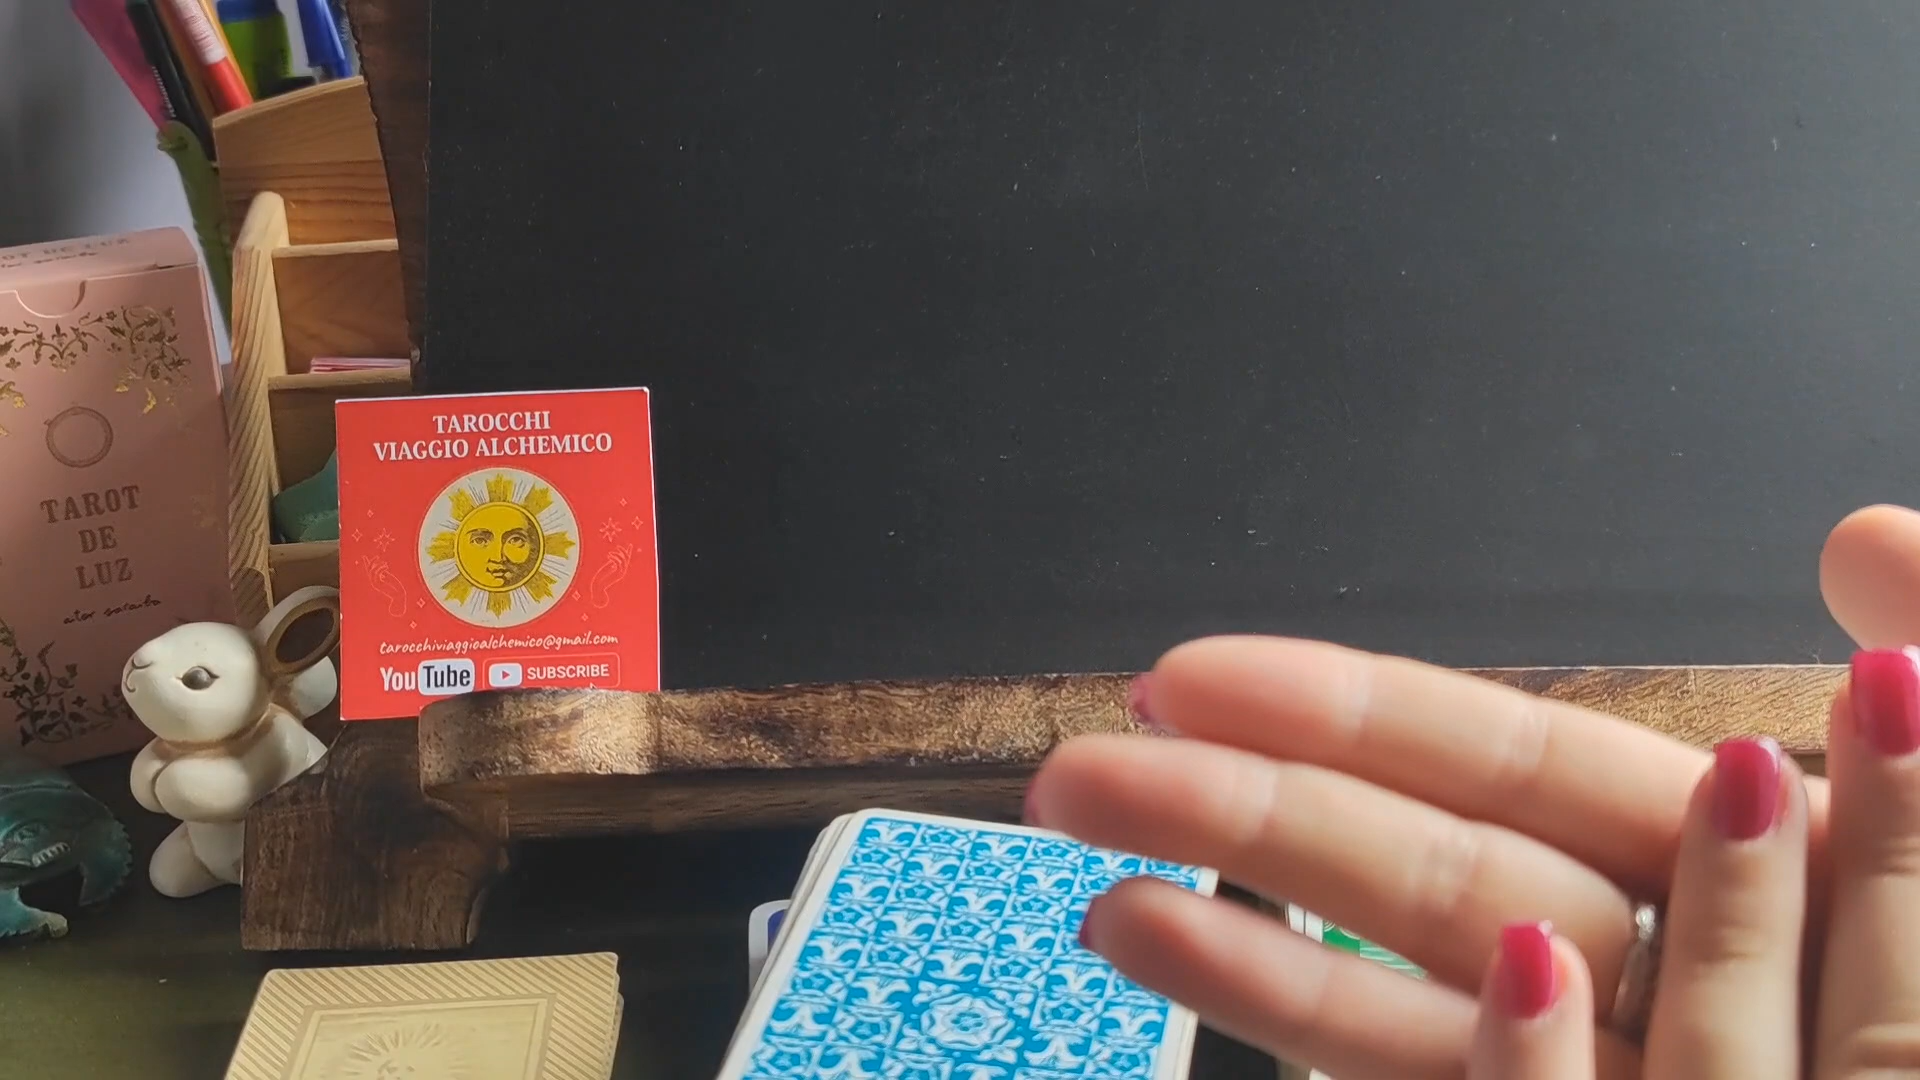 TAROT
DE
LUZ
TAROCCHI
VIAGGIO ALCHEMICO
tarocchiviaggioalchemico@gmail.com
YouTube SUBSCRIBE